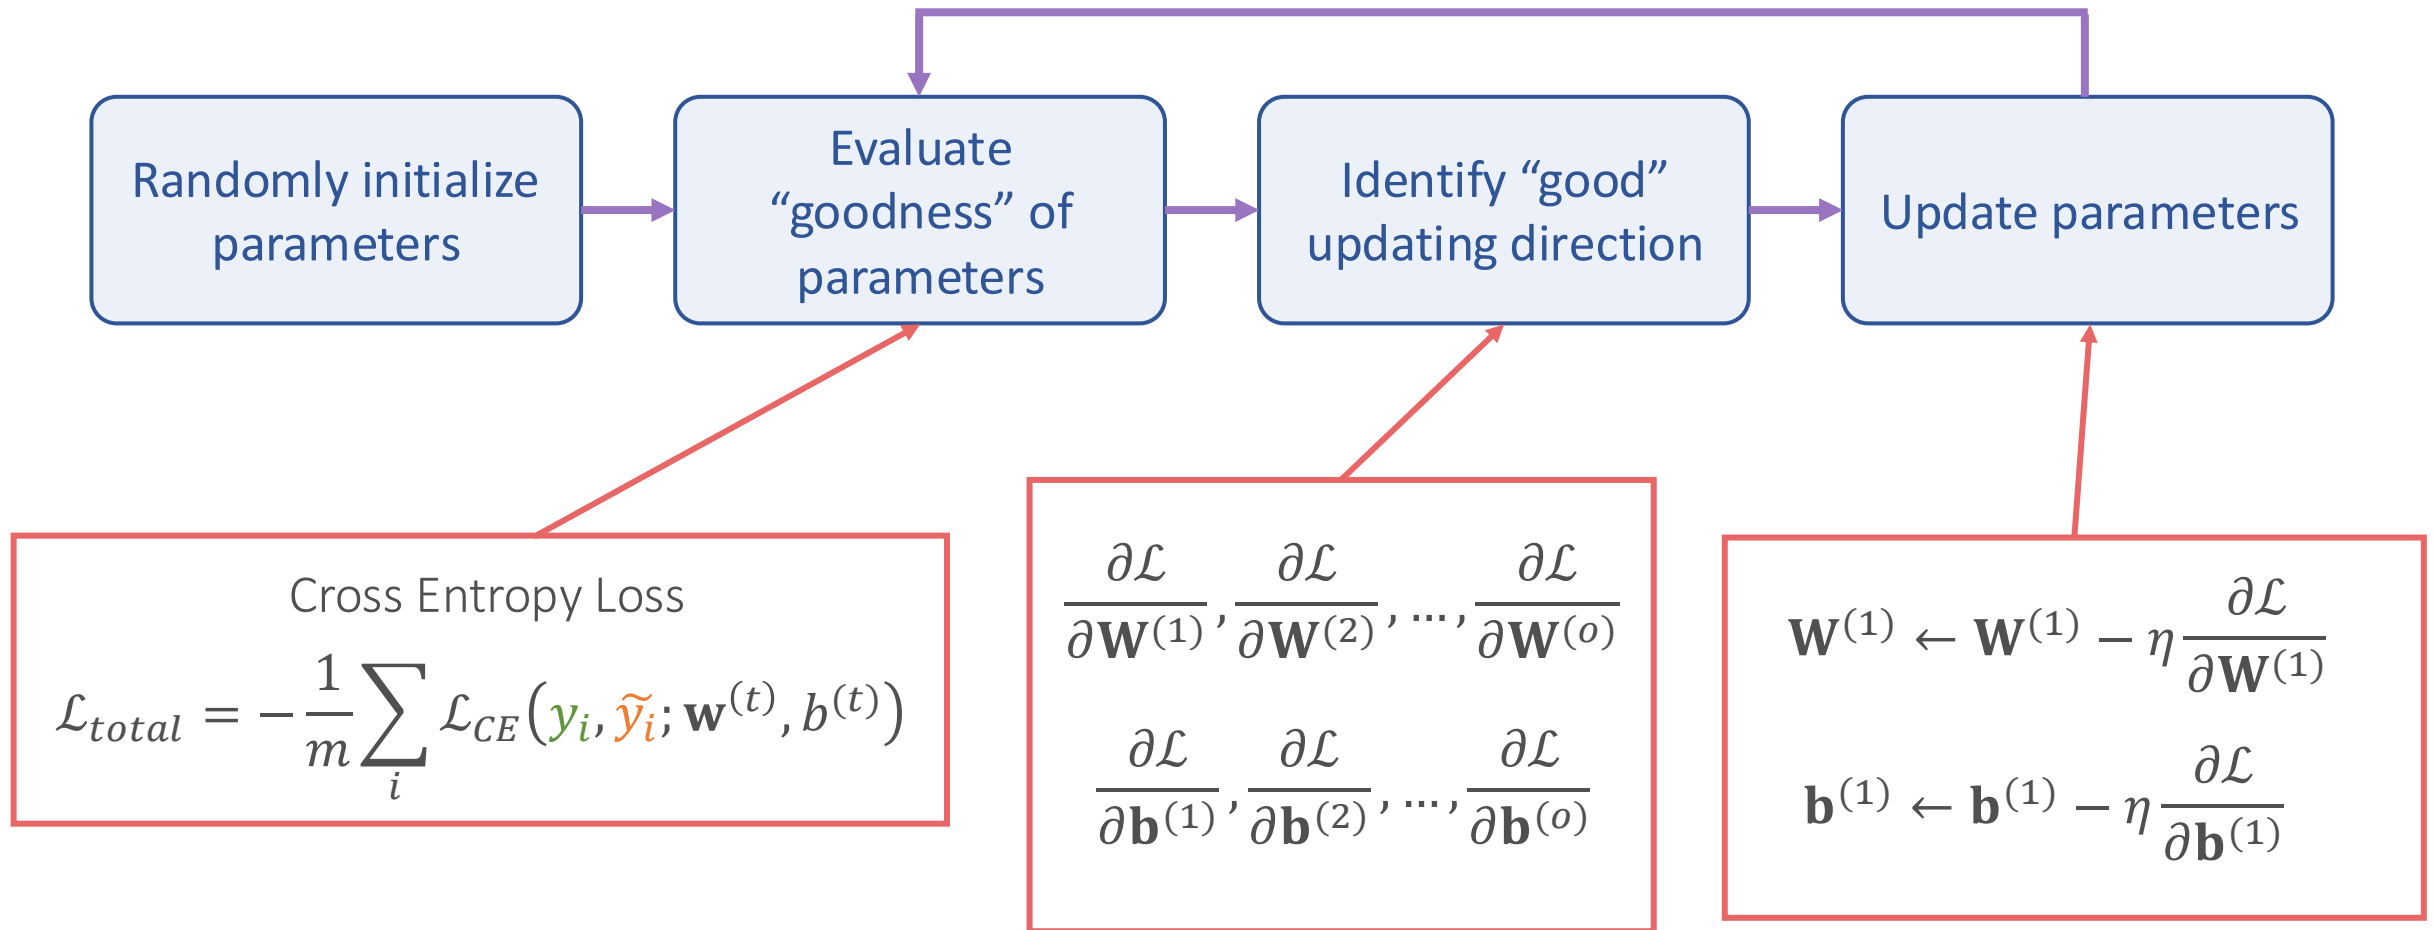 Randomly initialize
parameters
Evaluate
“goodness” of
parameters
Identify “good”
updating direction
Update parameters
Cross Entropy Loss
ℒ_total = −(1/m) ∑_i ℒ_CE(y_i, ỹ_i; 𝐰^(t), b^(t))
∂ℒ/∂𝐖^(1), ∂ℒ/∂𝐖^(2), …, ∂ℒ/∂𝐖^(o)
∂ℒ/∂𝐛^(1), ∂ℒ/∂𝐛^(2), …, ∂ℒ/∂𝐛^(o)
𝐖^(1) ← 𝐖^(1) − η ∂ℒ/∂𝐖^(1)
𝐛^(1) ← 𝐛^(1) − η ∂ℒ/∂𝐛^(1)